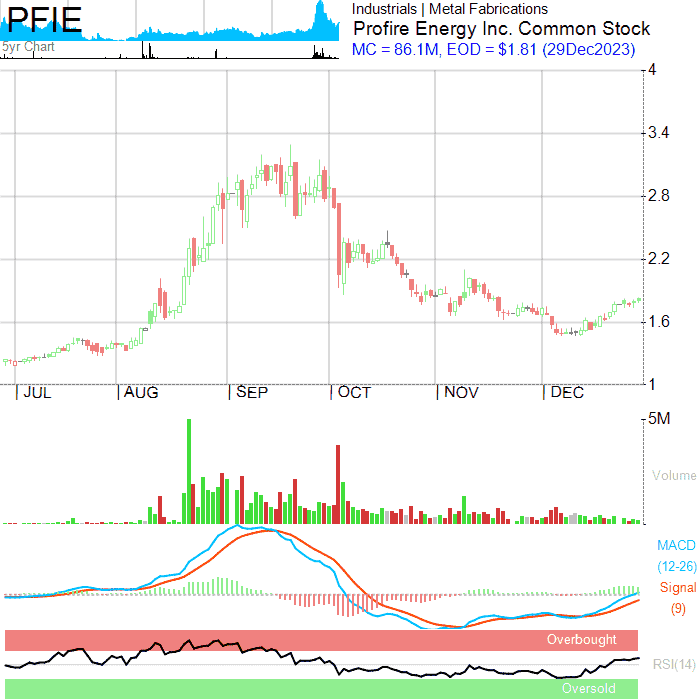 PFIE
5yr Chart
Industrials | Metal Fabrications
Profire Energy Inc. Common Stock
MC = 86.1M, EOD = $1.81 (29Dec2023)
4
3.4
2.8
2.2
1.6
1
| JUL | AUG | SEP | OCT | NOV | DEC
5M
Volume
MACD
(12-26)
Signal
(9)
Overbought
RSI(14)
Oversold